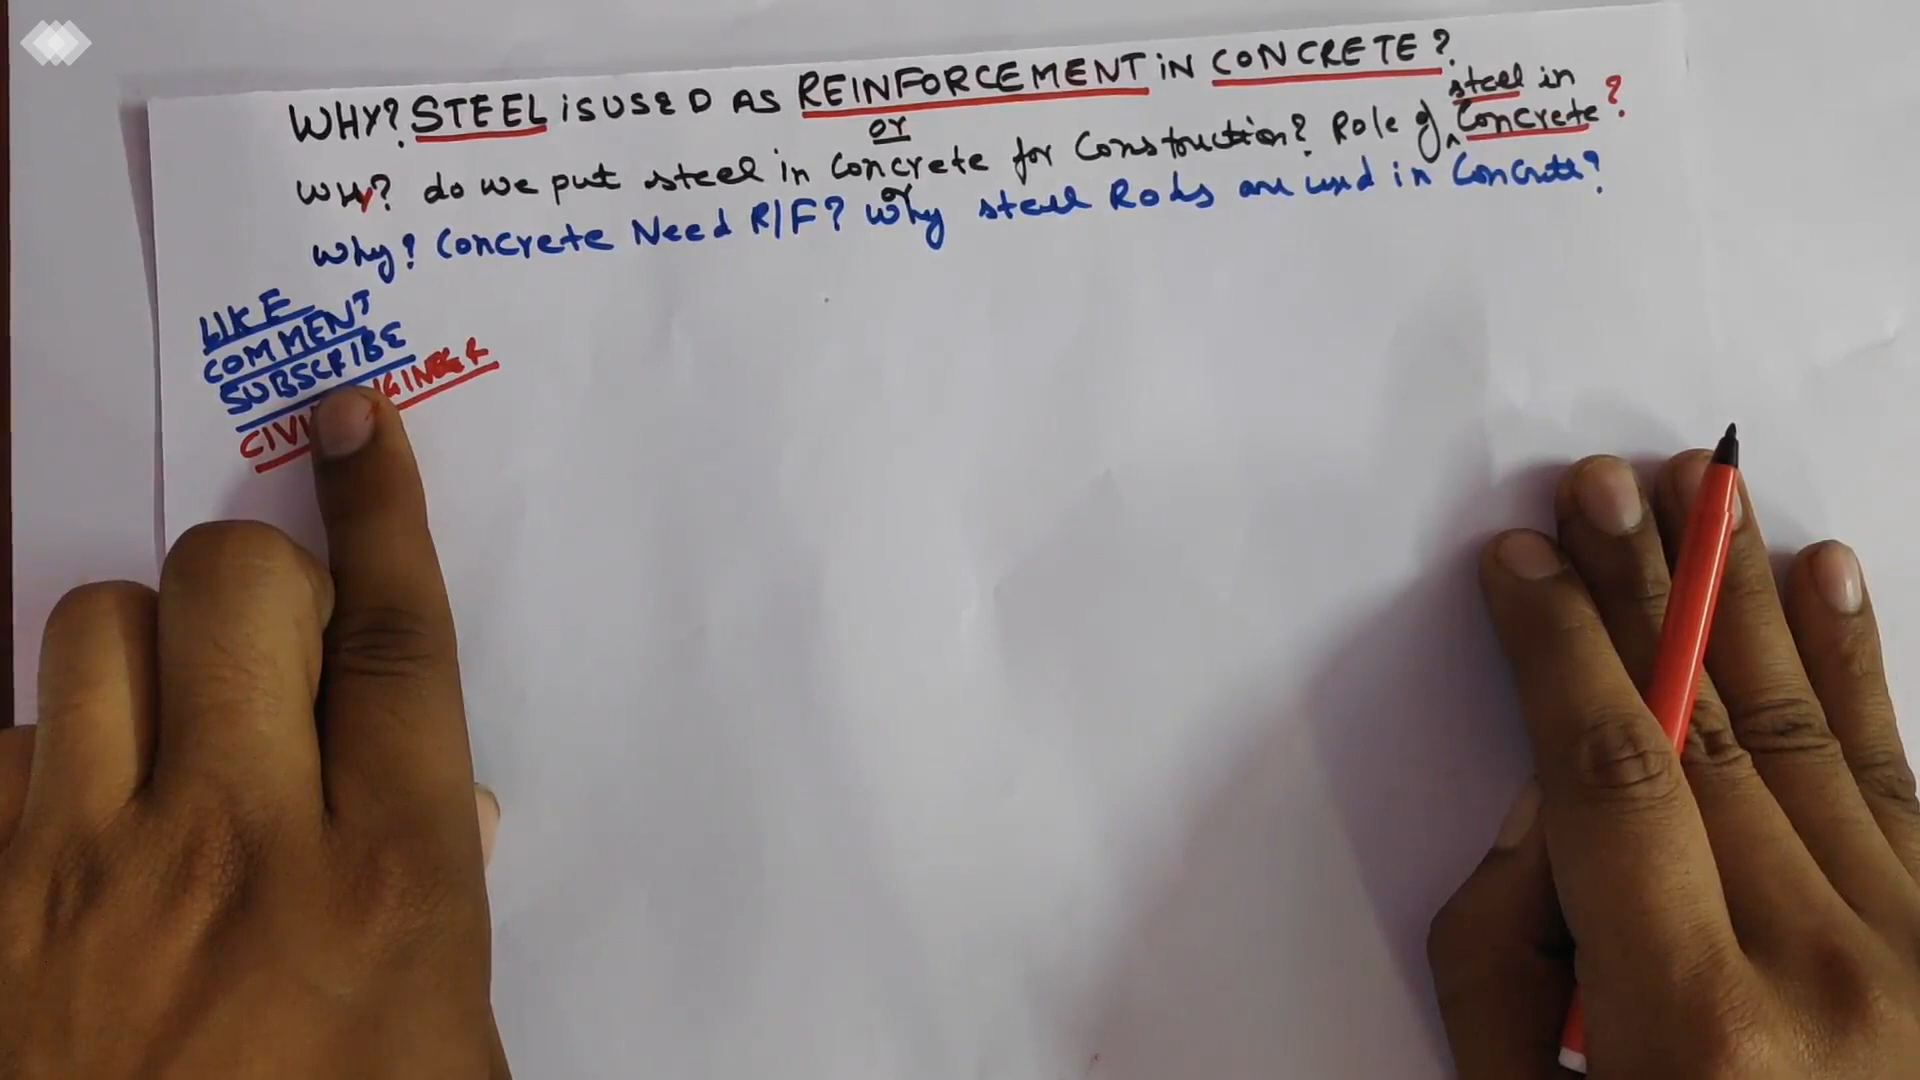 WHY? STEEL is USED AS REINFORCEMENT iN CONCRETE?
or
Why? do we put steel in Concrete for Construction? Role of steel in Concrete?
or
Why? Concrete Need R/F? Why steel Rods are used in Concrete?
LIKE
COMMENT
SUBSCRIBE